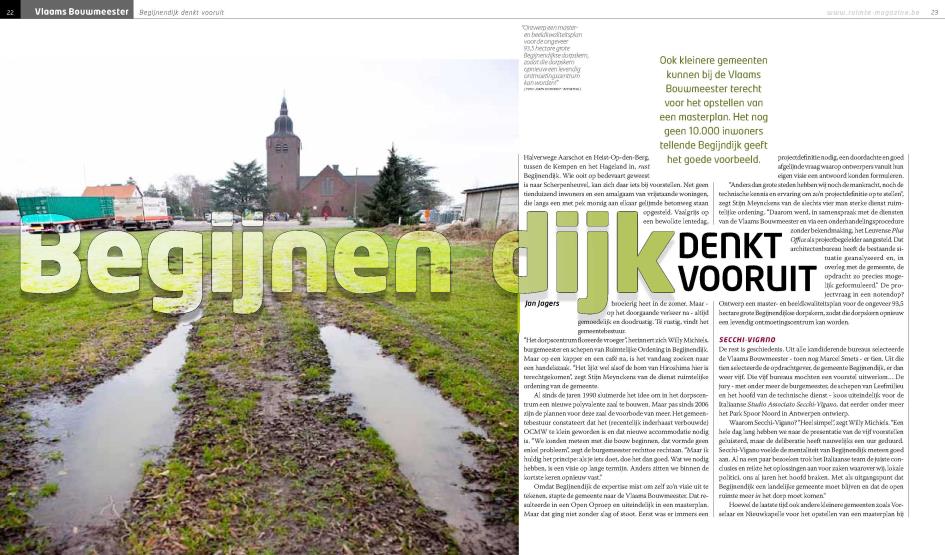 22 Vlaams Bouwmeester Begijnendijk denkt vooruit
www.ruimte-magazine.be 23
"Ontwerp een master-
en beeldkwaliteitsplan
voor de ongeveer
93,5 hectare grote
Begijnendijkse dorpskern,
zodat die dorpskern
opnieuw een levendig
ontmoetingscentrum
kan worden!"
Ook kleinere gemeenten
kunnen bij de Vlaams
Bouwmeester terecht
voor het opstellen van
een masterplan. Het nog
geen 10.000 inwoners
tellende Begijndijk geeft
het goede voorbeeld.
Begijnendijk
DENKT
VOORUIT
Jan Jagers
Halverwege Aarschot en Heist-Op-den-Berg,
tussen de Kempen en het Hageland in, rust
Begijnendijk. Wie ooit op bedevaart geweest
is naar Scherpenheuvel, kan zich daar iets bij voorstellen. Net geen
tienduizend inwoners en een amalgaam van vrijstaande woningen,
die langs een met pek monsig aan elkaar gelijmde betonweg staan
opgesteld. Vaalgrijs op
een bewolkte dag,
broeierig heet in de zomer. Maar -
op het doorgaande verkeer na - altijd
gemoedelijk en doodrustig. Té rustig, vindt het
gemeentebestuur.
"Het dorpscentrum floreerde vroeger", herinnert zich Willy Michiels,
burgemeester en schepen van Ruimtelijke Ordening in Begijnendijk.
Maar op een kapper en een café na, is het vandaag zoeken naar
een handelszaak. "Het lijkt wel alsof de bom van Hiroshima hier is
terechtgekomen", zegt Stijn Meynckens van de dienst ruimtelijke
ordening van de gemeente.
Al sinds de jaren 1990 sluimerde het idee om in het dorpscen-
trum een nieuwe polyvalente zaal te bouwen. Maar pas sinds 2006
zijn de plannen voor deze zaal de voorbode van meer. Het gemeen-
tebestuur constateert dat het (recentelijk inderhaast verbouwde)
OCMW te klein geworden is en dat nieuwe accommodatie nodig
is. "We konden meteen met die bouw beginnen, dat vormde geen
enkel probleem", zegt de burgemeester rechttoe rechtaan. "Maar ik
huldig het principe: als je iets doet, doe het dan goed. Wat we nodig
hebben, is een visie op lange termijn. Anders zitten we binnen de
kortste keren opnieuw vast."
Omdat Begijnendijk de expertise mist om zelf zo'n visie uit te
tekenen, stapte de gemeente naar de Vlaams Bouwmeester. Dat re-
sulteerde in een Open Oproep en uiteindelijk in een masterplan.
Maar dat ging niet zonder slag of stoot. Eerst was er immers een
projectdefinitie nodig, een doordachte en goed
afgelijnde vraag waarop ontwerpers vanuit hun
eigen visie een antwoord konden formuleren.
"Anders dan grote steden hebben wij noch de mankracht, noch de
technische kennis en ervaring om zo'n projectdefinitie op te stellen",
zegt Stijn Meynckens van de slechts vier man sterke dienst ruim-
telijke ordening. "Daarom werd, in samenspraak met de diensten
van de Vlaams Bouwmeester en via een onderhandelingsprocedure
zonder bekendmaking, het Leuvense Plus
Office als projectbegeleider aangesteld. Dat
architectenbureau heeft de bestaande si-
tuatie geanalyseerd en, in
overleg met de gemeente, de
opdracht zo precies moge-
lijk geformuleerd." De pro-
jectvraag in een notendop?
Ontwerp een master- en beeldkwaliteitsplan voor de ongeveer 93,5
hectare grote Begijnendijkse dorpskern, zodat die dorpskern opnieuw
een levendig ontmoetingscentrum kan worden.
SECCHI-VIGANO
De rest is geschiedenis. Uit alle kandiderende bureaus selecteerde
de Vlaams Bouwmeester - toen nog Marcel Smets - er tien. Uit die
tien selecteerde de opdrachtgever, de gemeente Begijnendijk, er dan
weer vijf. Die vijf bureaus mochten een voorstel uitwerken... De
jury - met onder meer de burgemeester, de schepen van Leefmilieu
en het hoofd van de technische dienst - koos uiteindelijk voor de
Italiaanse Studio Associato Secchi-Vigano, dat eerder onder meer
het Park Spoor Noord in Antwerpen ontwierp.
Waarom Secchi-Vigano? "Heel simpel", zegt Willy Michiels. "Een
hele dag lang hebben we naar de presentatie van de vijf voorstellen
geluisterd, maar de deliberatie heeft nauwelijks een uur geduurd.
Secchi-Vigano voelde de mentaliteit van Begijnendijk meteen goed
aan. Al na een paar bezoeken trok het Italiaanse team de juiste con-
clusies en reikte het oplossingen aan voor zaken waarover wij, lokale
politici, ons al jaren het hoofd braken. Met als uitgangspunt dat
Begijnendijk een landelijke gemeente moet blijven en dat de open
ruimte meer in het dorp moet komen."
Hoewel de laatste tijd ook andere kleinere gemeenten zoals Vor-
selaar en Nieuwkapelle voor het opstellen van een masterplan bij